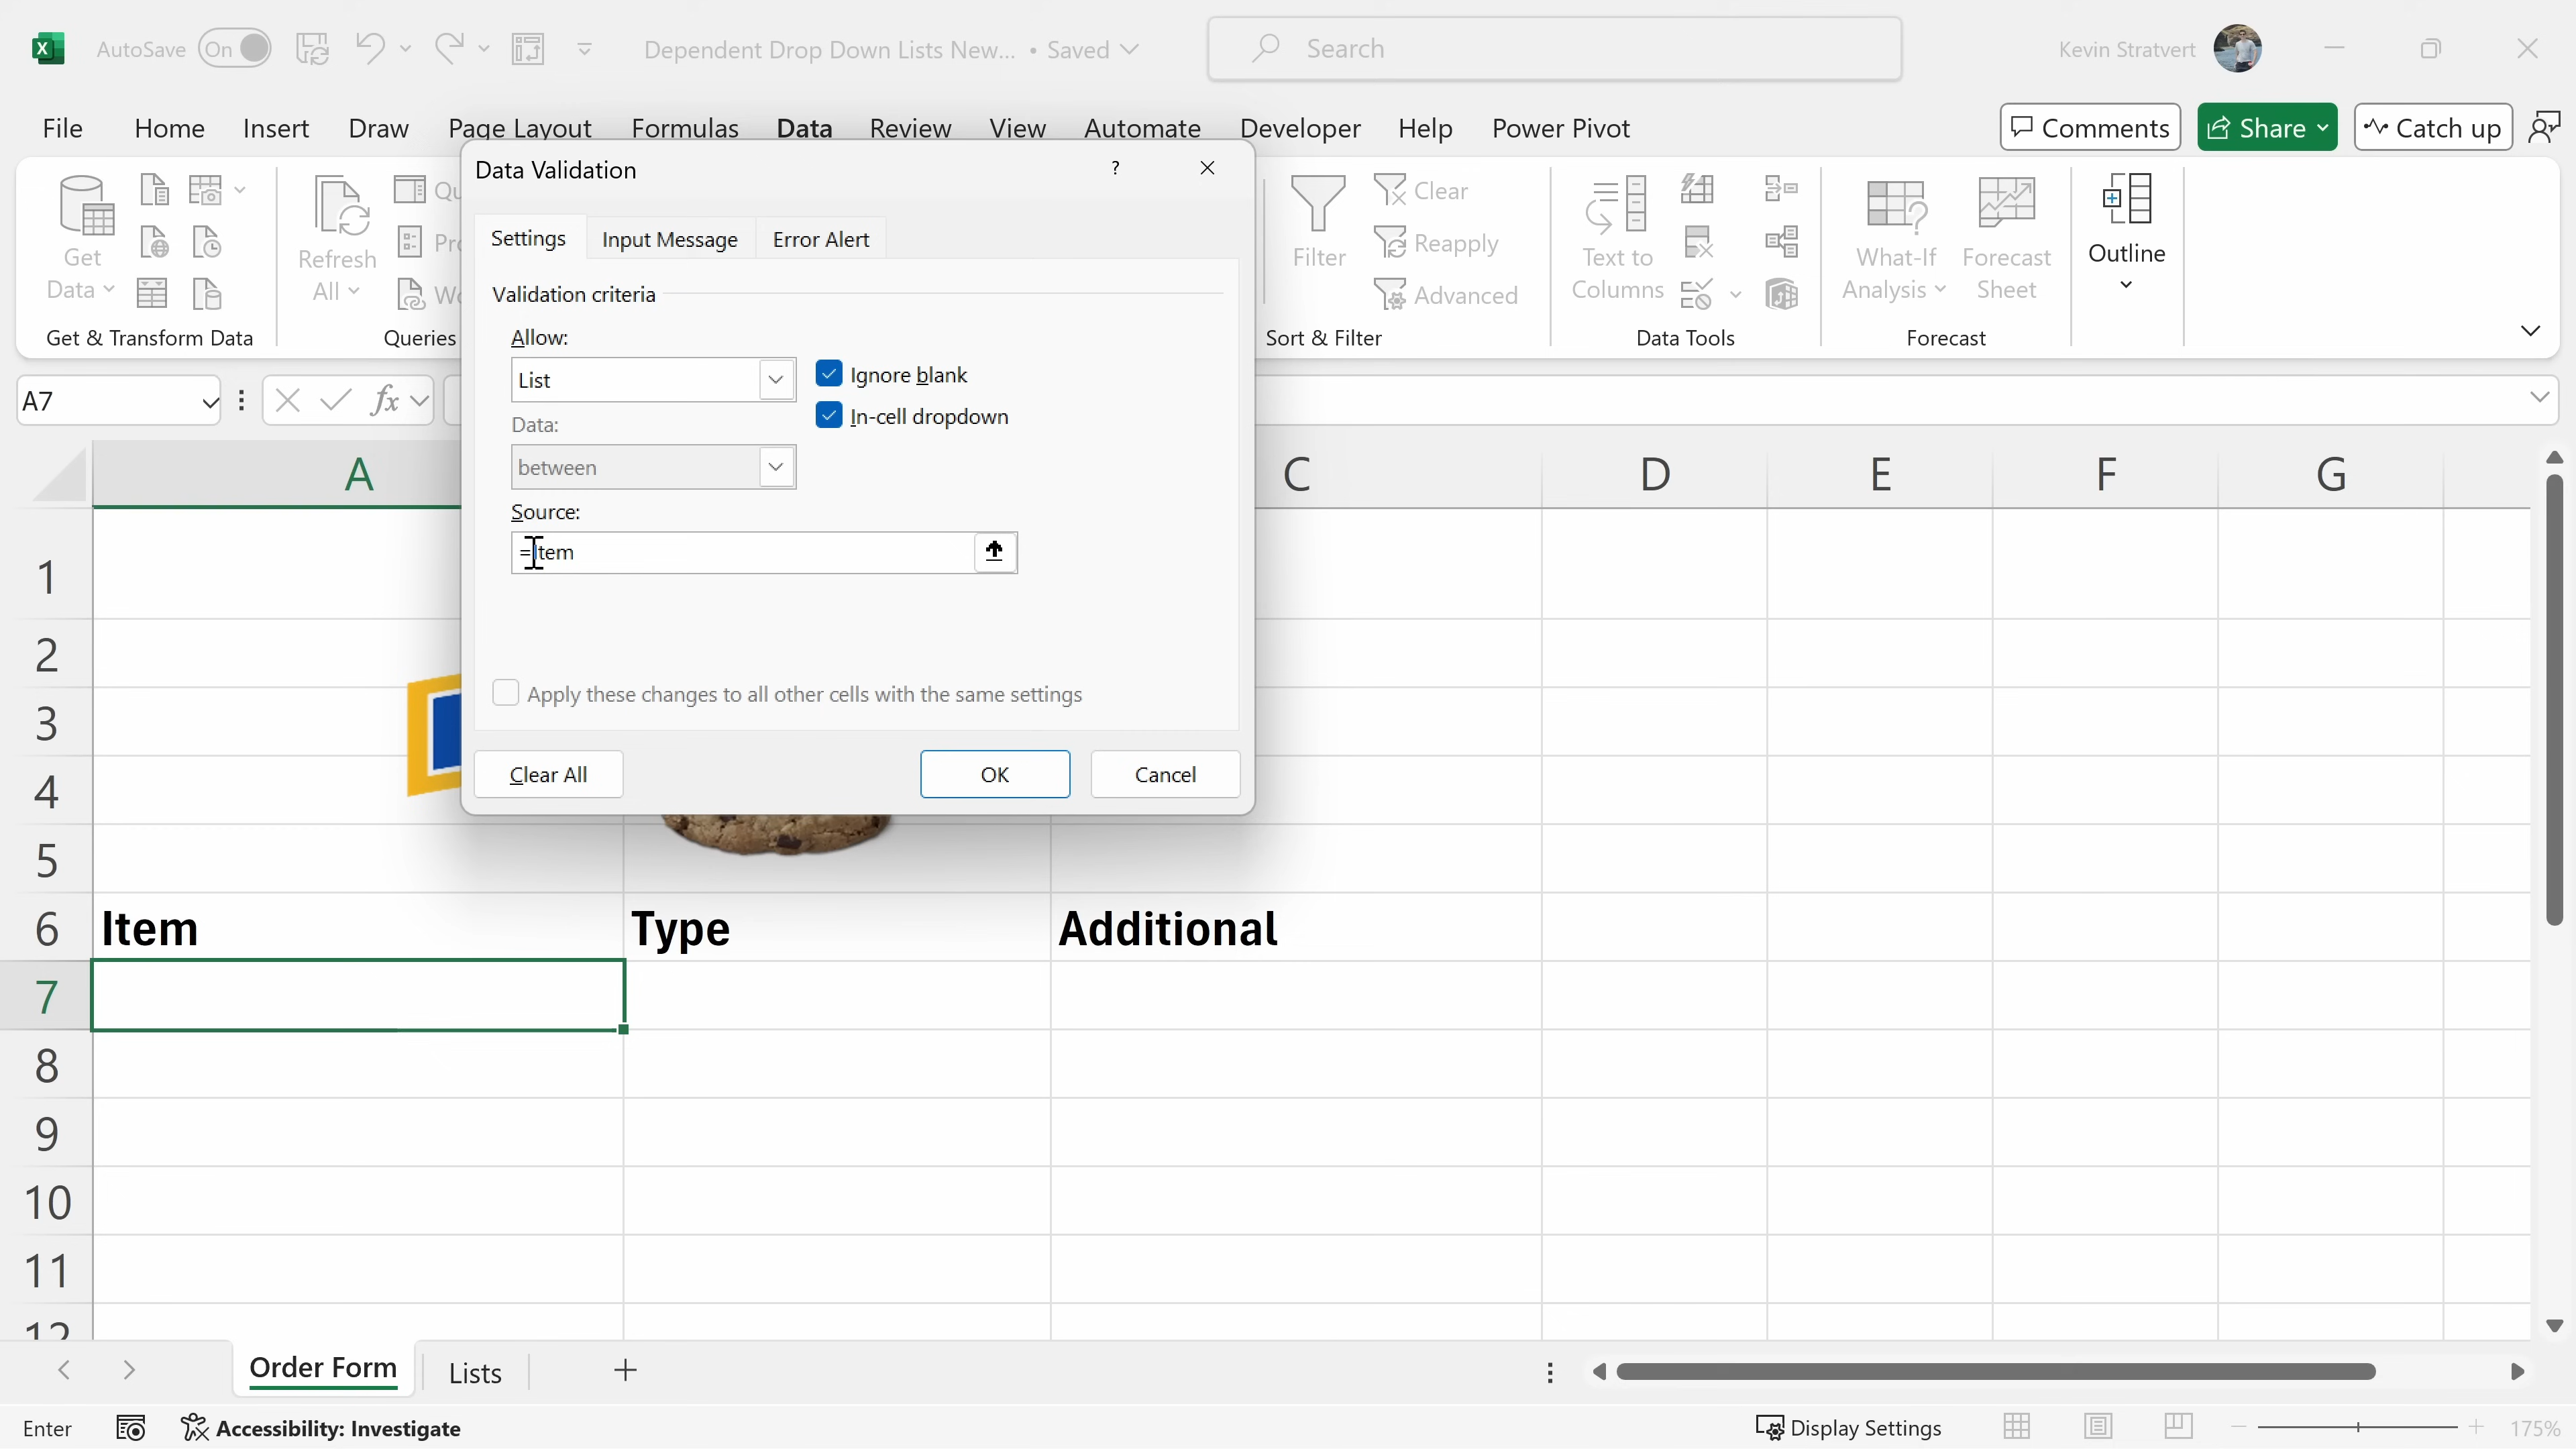 AutoSave On Dependent Drop Down Lists New... • Saved Search Kevin Stratvert
File Home Insert Draw Page Layout Formulas Data Review View Automate Developer Help Power Pivot Comments Share Catch up
Data Validation ?
Get Data
Refresh All
Filter
Clear
Reapply
Advanced
Text to Columns
What-If Analysis
Forecast Sheet
Outline
Get & Transform Data Queries Sort & Filter Data Tools Forecast
Settings Input Message Error Alert
Validation criteria
Allow:
List
Ignore blank
Data:
In-cell dropdown
between
Source:
=Item
Apply these changes to all other cells with the same settings
Clear All OK Cancel
A7 fx
A C D E F G
1
2
3
4
5
6 Item Type Additional
7
8
9
10
11
12
Order Form Lists
Enter Accessibility: Investigate Display Settings 175%